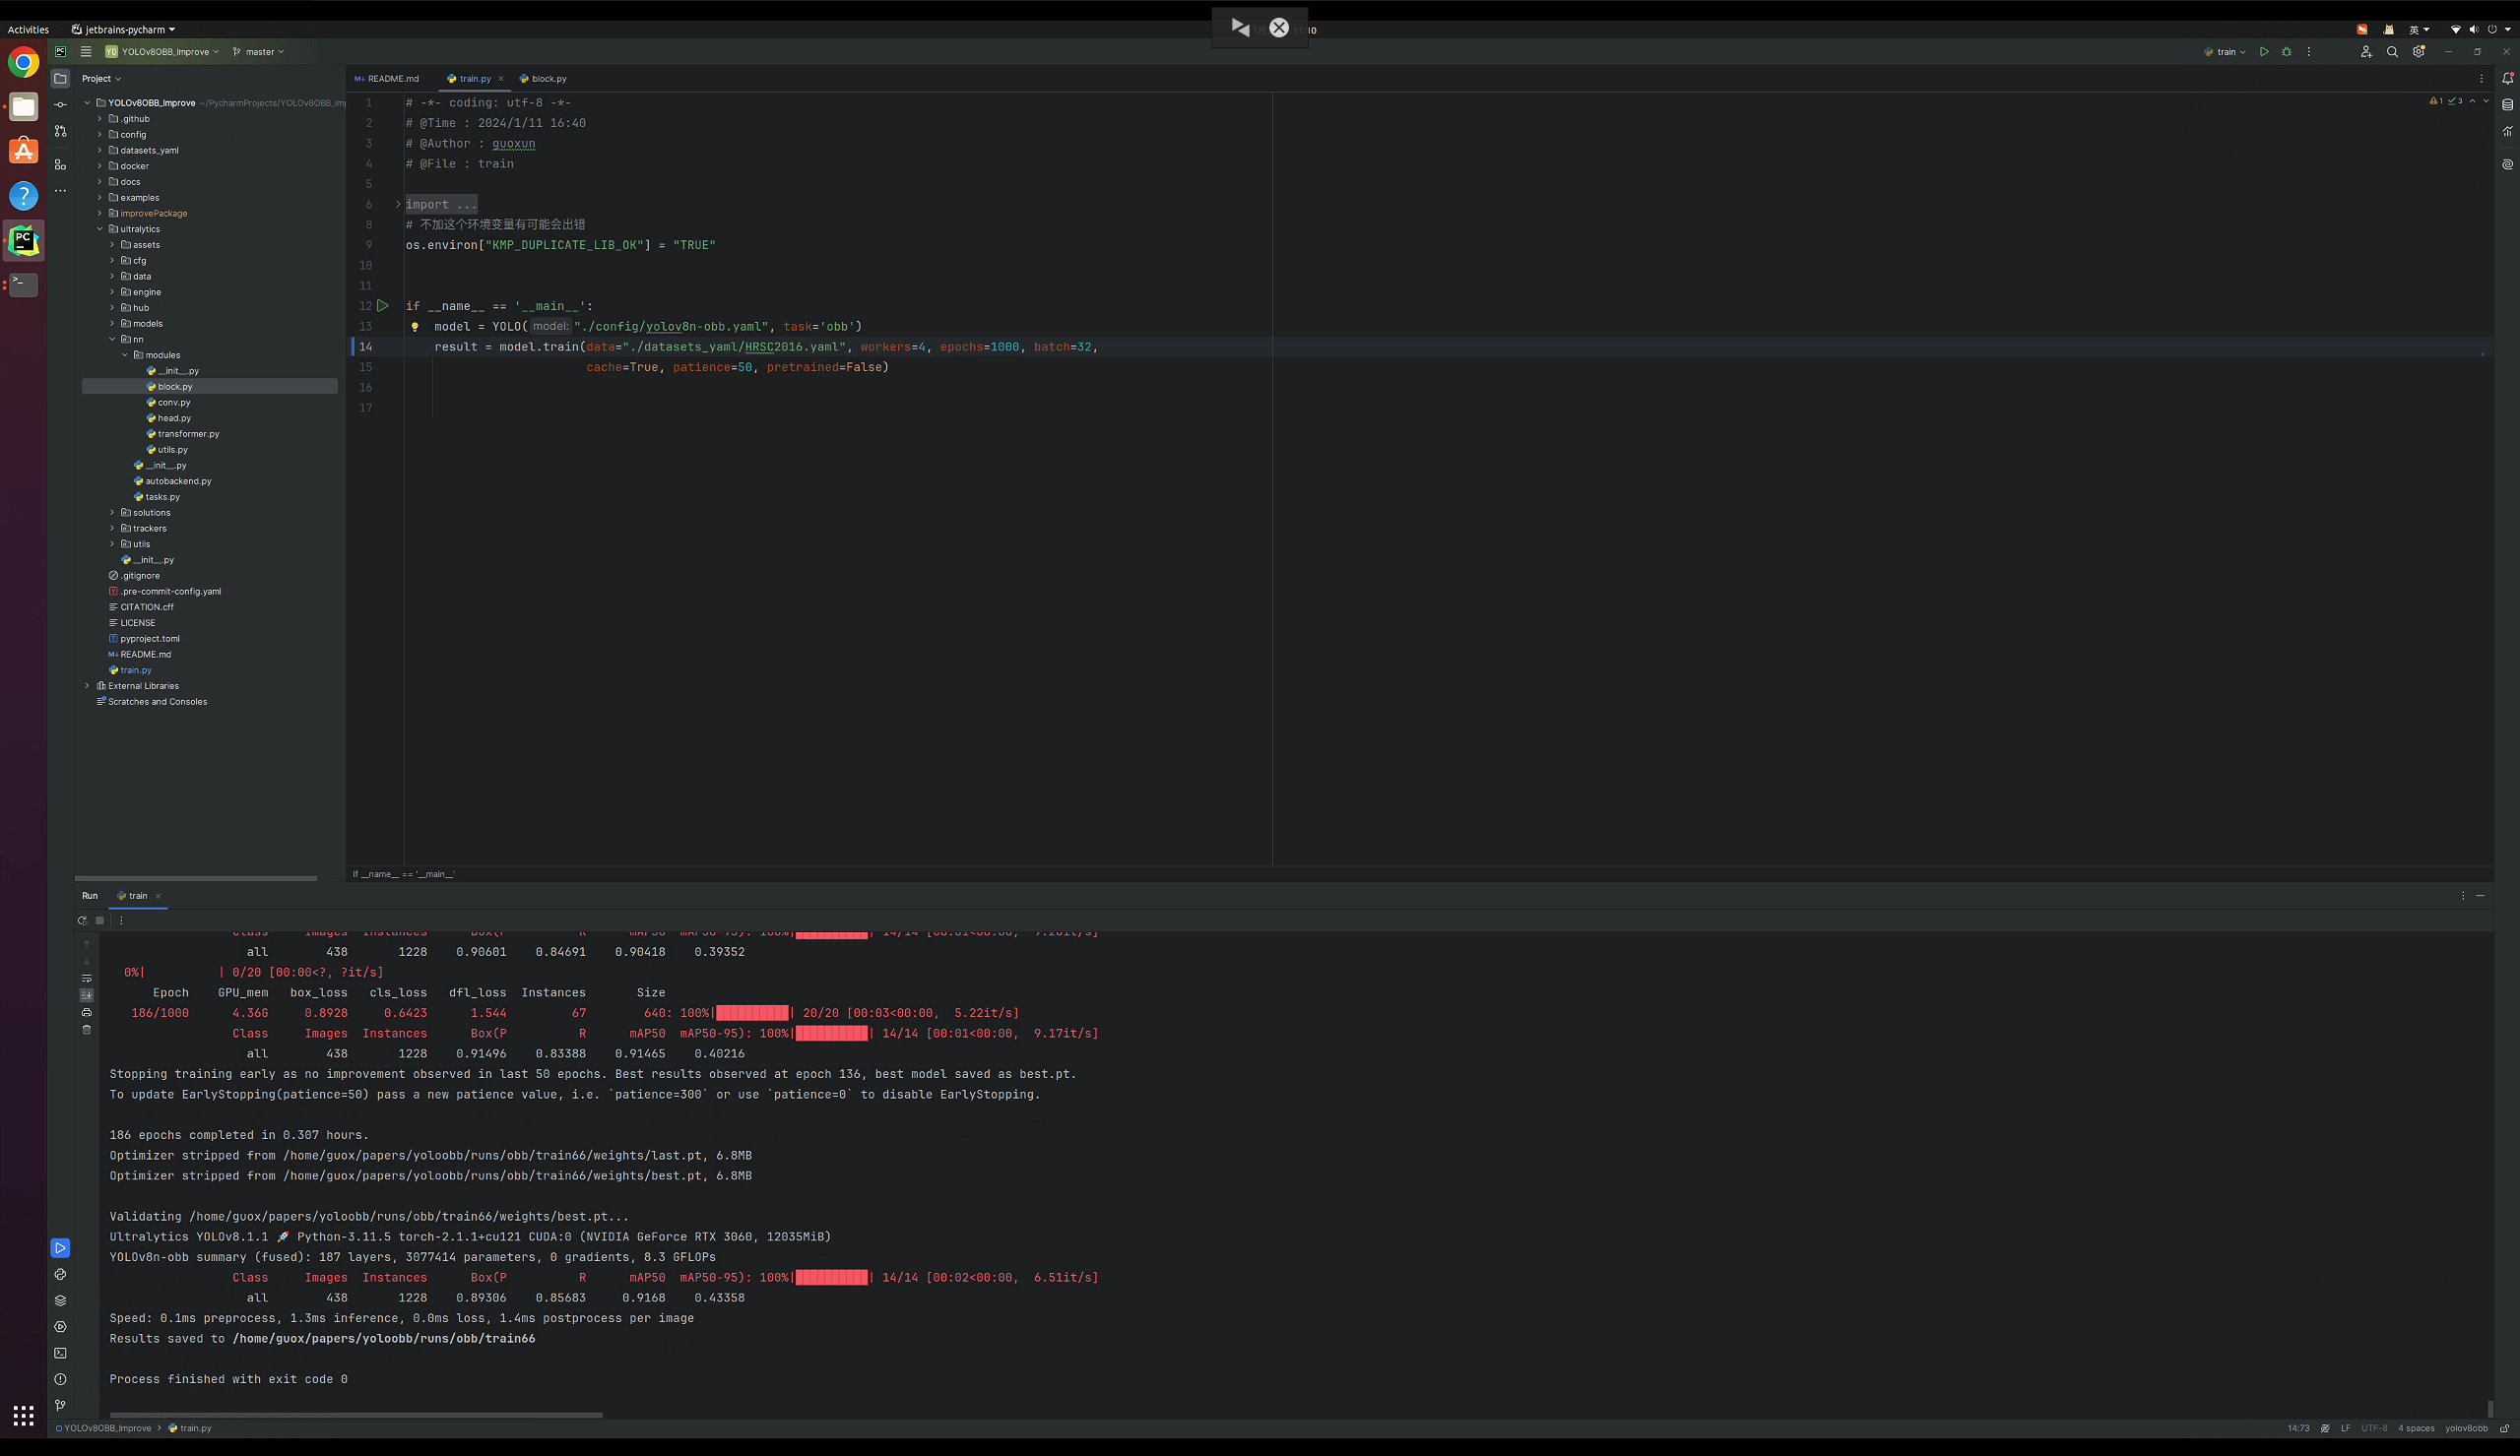 Activities
jetbrains-pycharm
英
YO YOLOv8OBB_Improve
master
train
Project
README.md
train.py
block.py
YOLOv8OBB_Improve ~/PycharmProjects/YOLOv8OBB_Imp
.github
config
datasets_yaml
docker
docs
examples
improvePackage
ultralytics
assets
cfg
data
engine
hub
models
nn
modules
__init__.py
block.py
conv.py
head.py
transformer.py
utils.py
__init__.py
autobackend.py
tasks.py
solutions
trackers
utils
__init__.py
.gitignore
.pre-commit-config.yaml
CITATION.cff
LICENSE
pyproject.toml
README.md
train.py
External Libraries
Scratches and Consoles
1 3
1 # -*- coding: utf-8 -*-
2 # @Time : 2024/1/11 16:40
3 # @Author : guoxun
4 # @File : train
5
6 import ...
8 # 不加这个环境变量有可能会出错
9 os.environ["KMP_DUPLICATE_LIB_OK"] = "TRUE"
10
11
12 if __name__ == '__main__':
13 model = YOLO( model: "./config/yolov8n-obb.yaml", task='obb')
14 result = model.train(data="./datasets_yaml/HRSC2016.yaml", workers=4, epochs=1000, batch=32,
15 cache=True, patience=50, pretrained=False)
16
17
if __name__ == '__main__'
Run train
all 438 1228 0.90601 0.84691 0.90418 0.39352
0%| | 0/20 [00:00<?, ?it/s]
Epoch GPU_mem box_loss cls_loss dfl_loss Instances Size
186/1000 4.36G 0.8928 0.6423 1.544 67 640: 100%|██████████| 20/20 [00:03<00:00, 5.22it/s]
Class Images Instances Box(P R mAP50 mAP50-95): 100%|██████████| 14/14 [00:01<00:00, 9.17it/s]
all 438 1228 0.91496 0.83388 0.91465 0.40216
Stopping training early as no improvement observed in last 50 epochs. Best results observed at epoch 136, best model saved as best.pt.
To update EarlyStopping(patience=50) pass a new patience value, i.e. `patience=300` or use `patience=0` to disable EarlyStopping.
186 epochs completed in 0.307 hours.
Optimizer stripped from /home/guox/papers/yoloobb/runs/obb/train66/weights/last.pt, 6.8MB
Optimizer stripped from /home/guox/papers/yoloobb/runs/obb/train66/weights/best.pt, 6.8MB
Validating /home/guox/papers/yoloobb/runs/obb/train66/weights/best.pt...
Ultralytics YOLOv8.1.1 🚀 Python-3.11.5 torch-2.1.1+cu121 CUDA:0 (NVIDIA GeForce RTX 3060, 12035MiB)
YOLOv8n-obb summary (fused): 187 layers, 3077414 parameters, 0 gradients, 8.3 GFLOPs
Class Images Instances Box(P R mAP50 mAP50-95): 100%|██████████| 14/14 [00:02<00:00, 6.51it/s]
all 438 1228 0.89306 0.85683 0.9168 0.43358
Speed: 0.1ms preprocess, 1.3ms inference, 0.0ms loss, 1.4ms postprocess per image
Results saved to /home/guox/papers/yoloobb/runs/obb/train66
Process finished with exit code 0
YOLOv8OBB_Improve > train.py
14:73 LF UTF-8 4 spaces yolov8obb